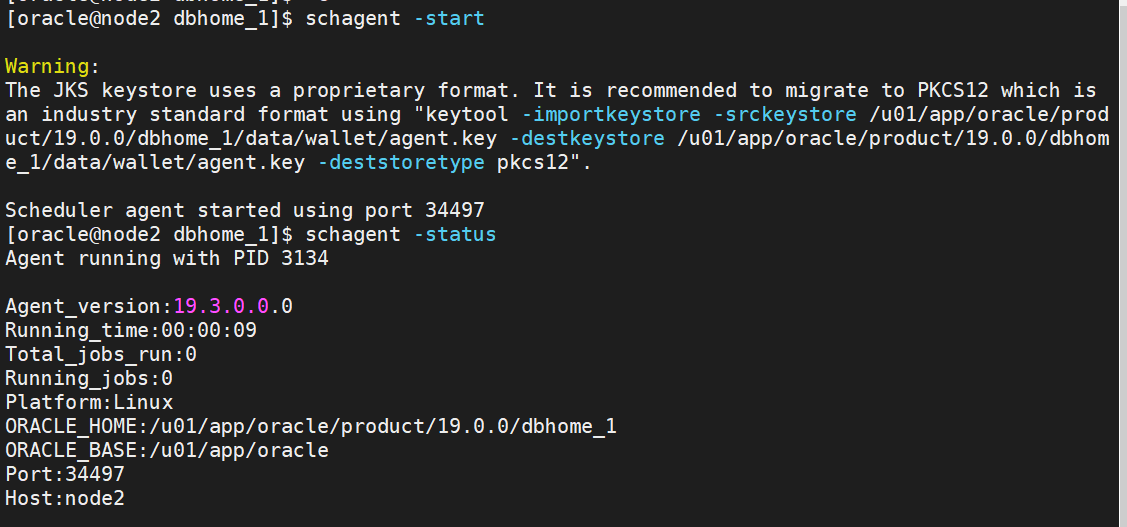 [oracle@node2 dbhome_1]$ schagent -start
Warning:
The JKS keystore uses a proprietary format. It is recommended to migrate to PKCS12 which is
an industry standard format using "keytool -importkeystore -srckeystore /u01/app/oracle/prod
uct/19.0.0/dbhome_1/data/wallet/agent.key -destkeystore /u01/app/oracle/product/19.0.0/dbhom
e_1/data/wallet/agent.key -deststoretype pkcs12".
Scheduler agent started using port 34497
[oracle@node2 dbhome_1]$ schagent -status
Agent running with PID 3134
Agent_version:19.3.0.0.0
Running_time:00:00:09
Total_jobs_run:0
Running_jobs:0
Platform:Linux
ORACLE_HOME:/u01/app/oracle/product/19.0.0/dbhome_1
ORACLE_BASE:/u01/app/oracle
Port:34497
Host:node2